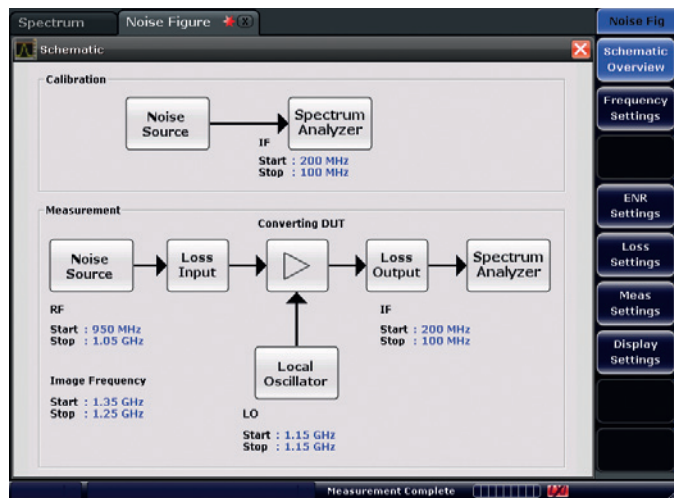 Spectrum
Noise Figure
Noise Fig
Schematic
Schematic
Overview
Frequency
Settings
ENR
Settings
Loss
Settings
Meas
Settings
Display
Settings
Calibration
Noise
Source
Spectrum
Analyzer
IF
Start : 200 MHz
Stop : 100 MHz
Measurement
Converting DUT
Noise
Source
Loss
Input
Loss
Output
Spectrum
Analyzer
RF
Start : 950 MHz
Stop : 1.05 GHz
IF
Start : 200 MHz
Stop : 100 MHz
Image Frequency
Start : 1.35 GHz
Stop : 1.25 GHz
Local
Oscillator
LO
Start : 1.15 GHz
Stop : 1.15 GHz
Measurement Complete